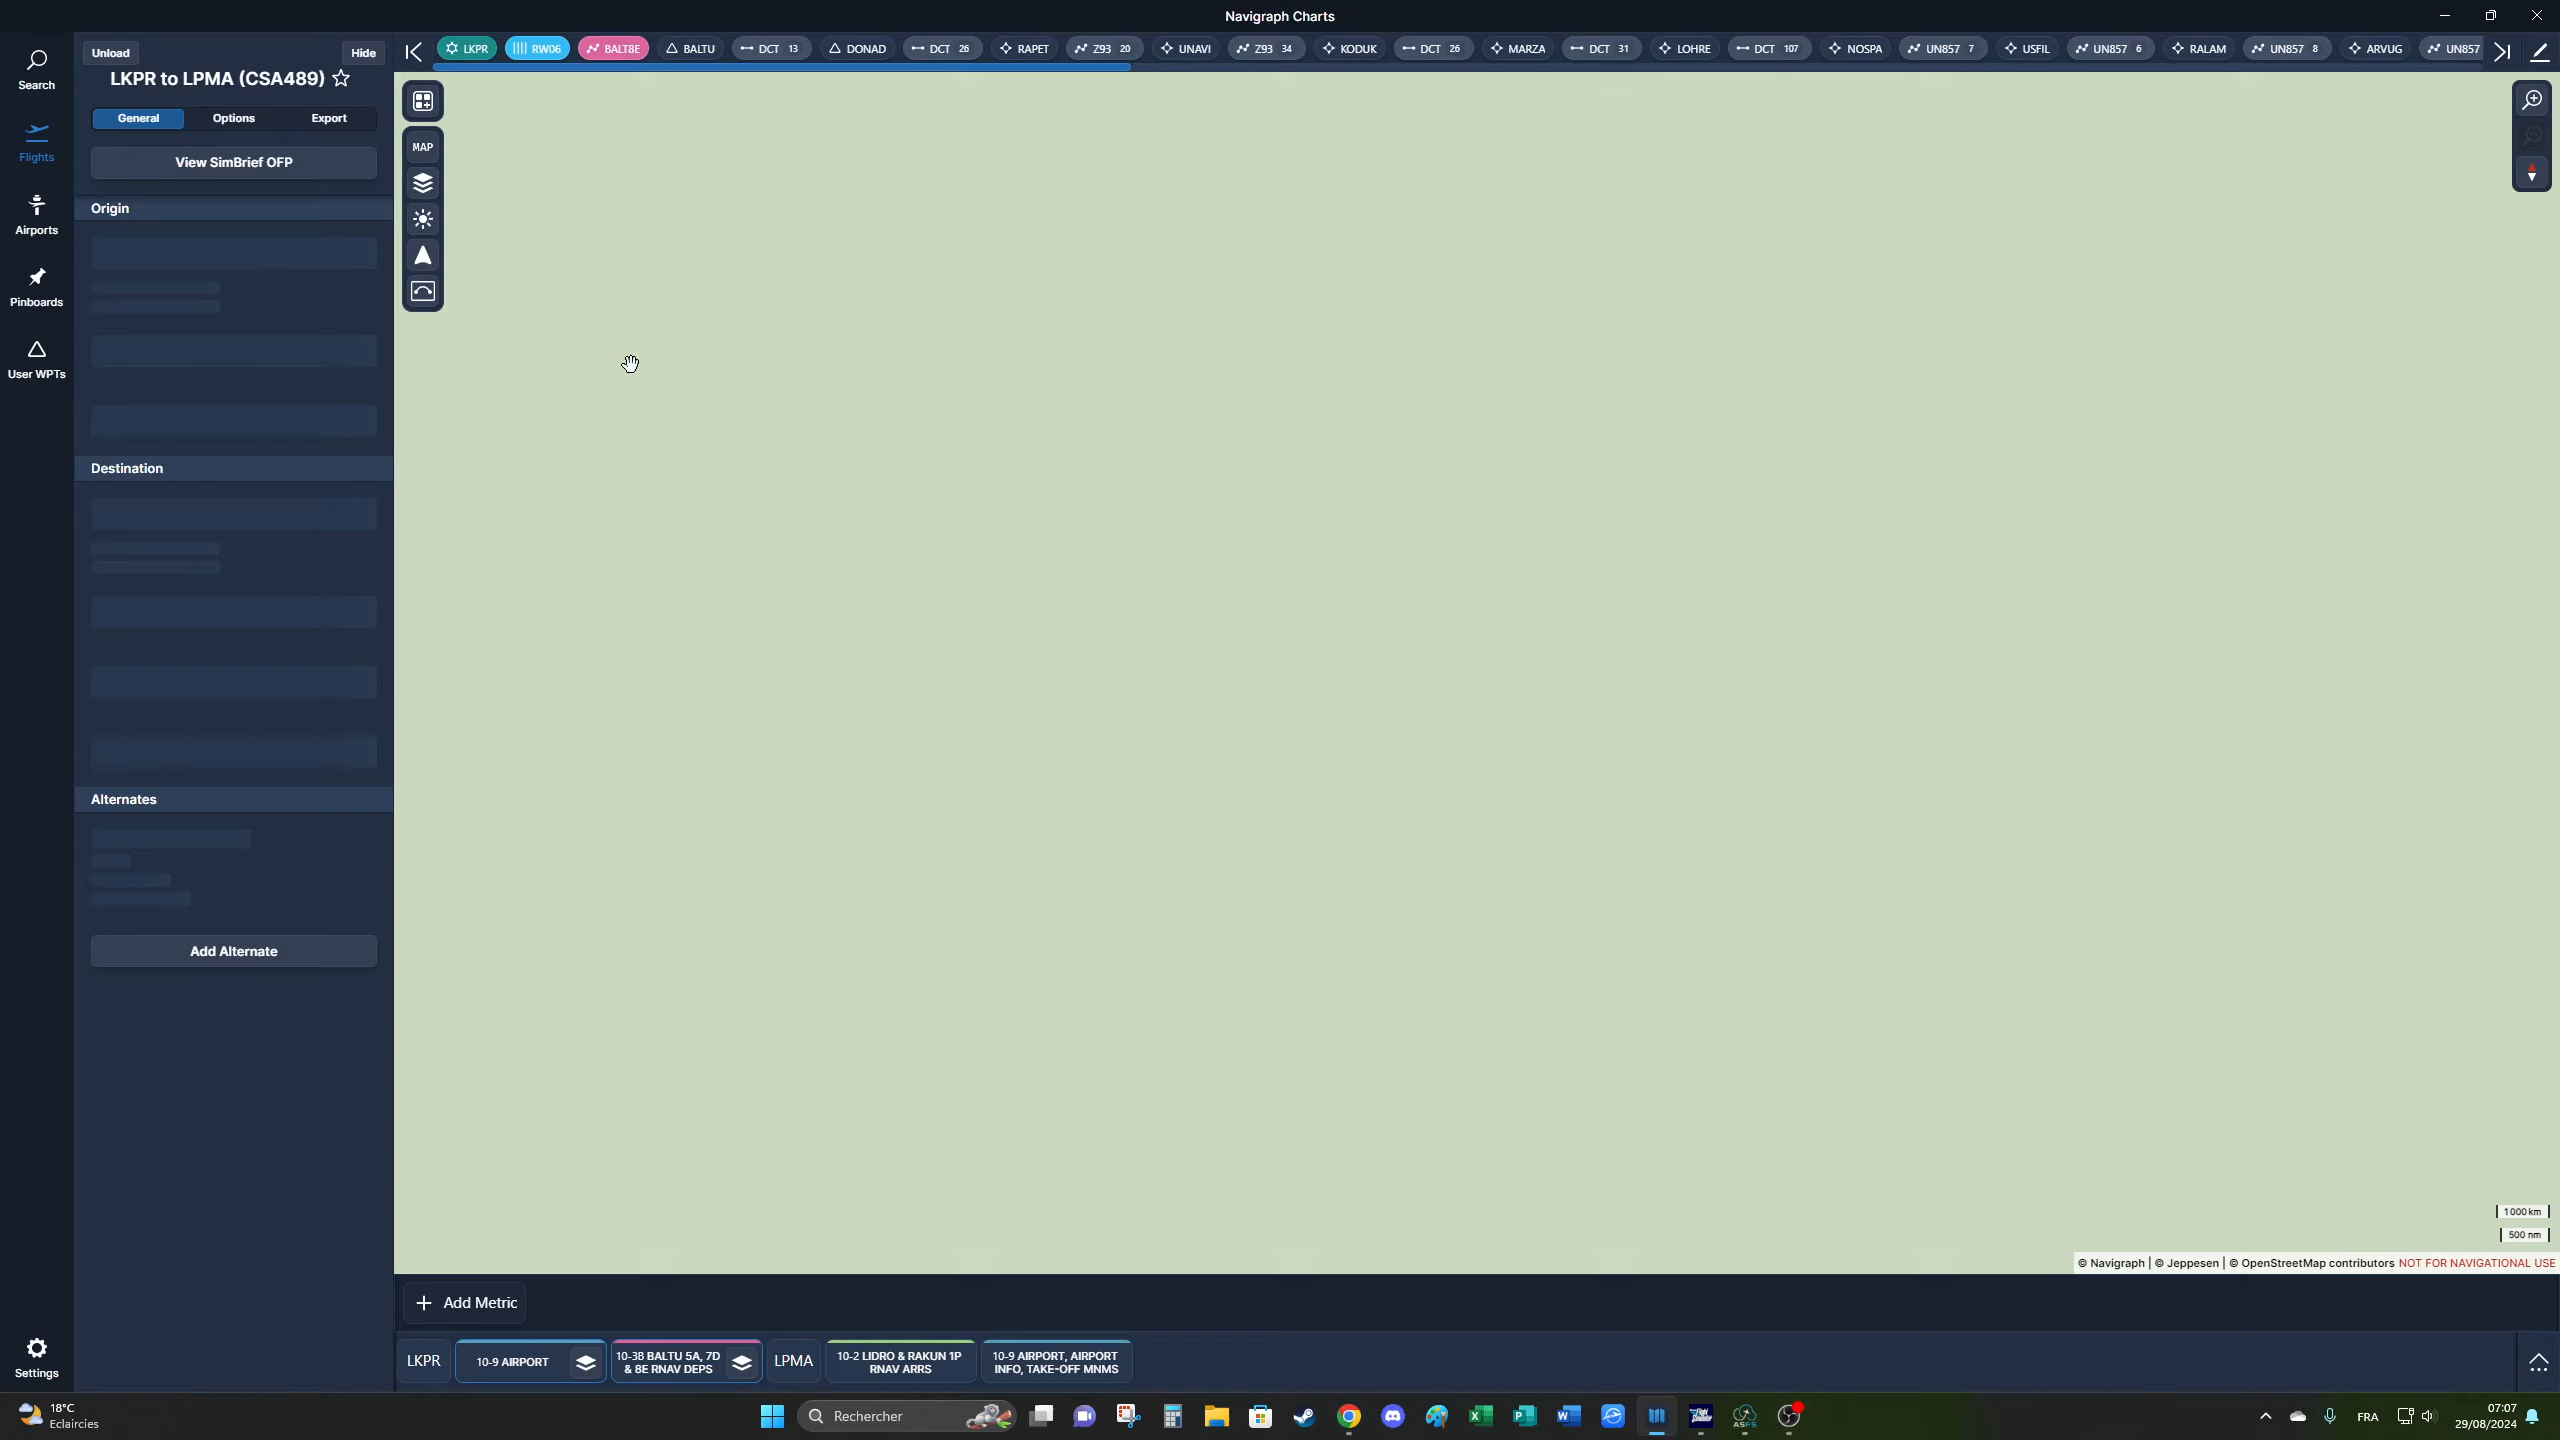 Navigraph Charts
Search
Flights
Airports
Pinboards
User WPTs
Settings
Unload
Hide
LKPR to LPMA (CSA489)
General
Options
Export
View SimBrief OFP
Origin
Destination
Alternates
Add Alternate
LKPR RW06 BALT8E BALTU DCT 13 DONAD DCT 26 RAPET Z93 20 UNAVI Z93 34 KODUK DCT 26 MARZA DCT 31 LOHRE DCT 107 NOSPA UN857 7 USFIL UN857 6 RALAM UN857 8 ARVUG UN857
MAP
1000 km
500 nm
© Navigraph | © Jeppesen | © OpenStreetMap contributors NOT FOR NAVIGATIONAL USE
Add Metric
LKPR
10-9 AIRPORT
10-3B BALTU 5A, 7D
& 8E RNAV DEPS
LPMA
10-2 LIDRO & RAKUN 1P
RNAV ARRS
10-9 AIRPORT, AIRPORT
INFO, TAKE-OFF MNMS
18°C
Eclaircies
Rechercher
ASFS
FRA
07:07
29/08/2024